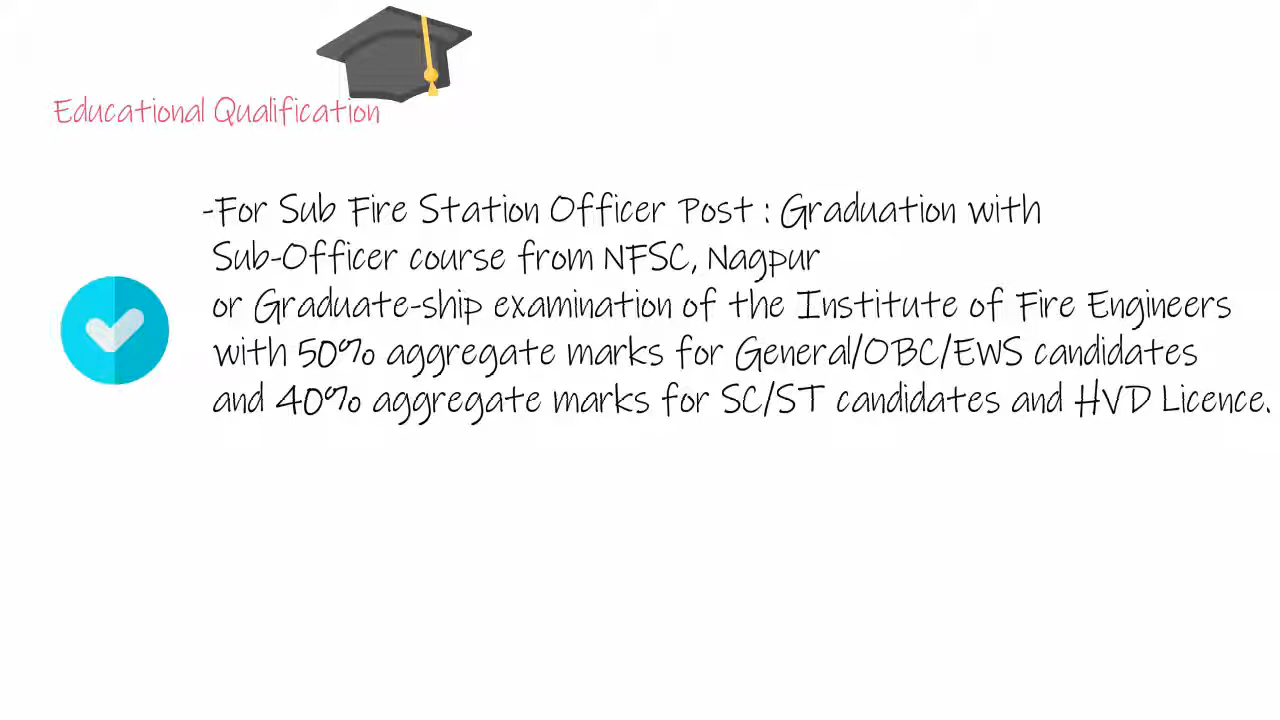 Educational Qualification
-For Sub Fire Station Officer Post : Graduation with
Sub-Officer course from NFSC, Nagpur
or Graduate-ship examination of the Institute of Fire Engineers
with 50% aggregate marks for General/OBC/EWS candidates
and 40% aggregate marks for SC/ST candidates and HVD Licence.